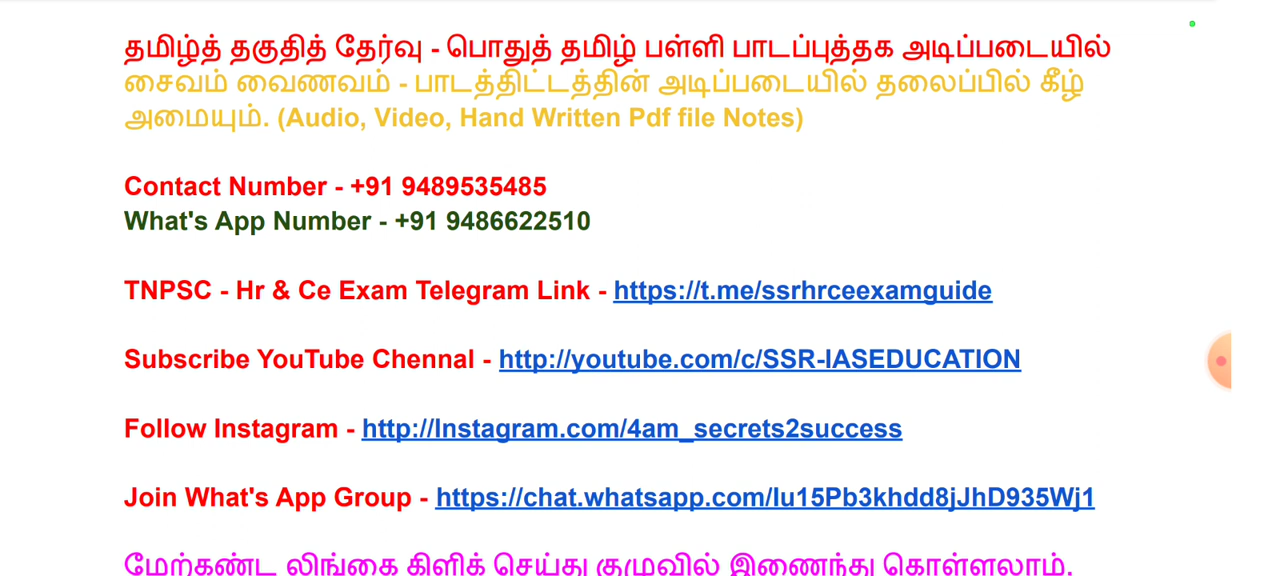 தமிழ்த் தகுதித் தேர்வு - பொதுத் தமிழ் பள்ளி பாடப்புத்தக அடிப்படையில்
சைவம் வைணவம் - பாடத்திட்டத்தின் அடிப்படையில் தலைப்பில் கீழ்
அமையும். (Audio, Video, Hand Written Pdf file Notes)
Contact Number - +91 9489535485
What's App Number - +91 9486622510
TNPSC - Hr & Ce Exam Telegram Link - https://t.me/ssrhrceexamguide
Subscribe YouTube Chennal - http://youtube.com/c/SSR-IASEDUCATION
Follow Instagram - http://Instagram.com/4am_secrets2success
Join What's App Group - https://chat.whatsapp.com/Iu15Pb3khdd8jJhD935Wj1
மேற்கண்ட லிங்கை கிளிக் செய்து குழுவில் இணைந்து கொள்ளலாம்.